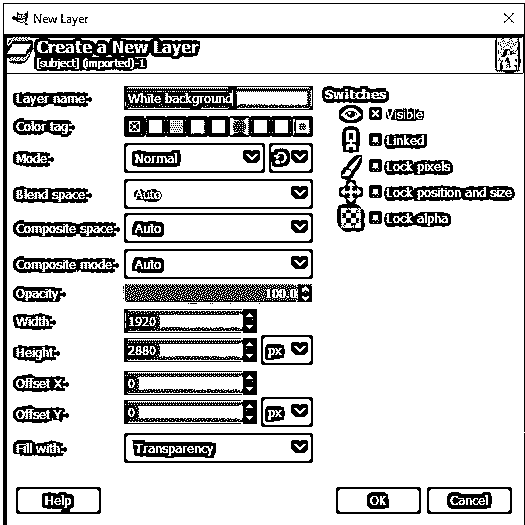 New Layer
Create a New Layer
[subject] (imported)-1
Layer name:
White background
Color tag:
Mode:
Normal
Blend space:
Auto
Composite space:
Auto
Composite mode:
Auto
Opacity
100.0
Width:
1920
Height:
2880
px
Offset X:
0
Offset Y:
0
px
Fill with:
Transparency
Switches
Visible
Linked
Lock pixels
Lock position and size
Lock alpha
Help
OK
Cancel